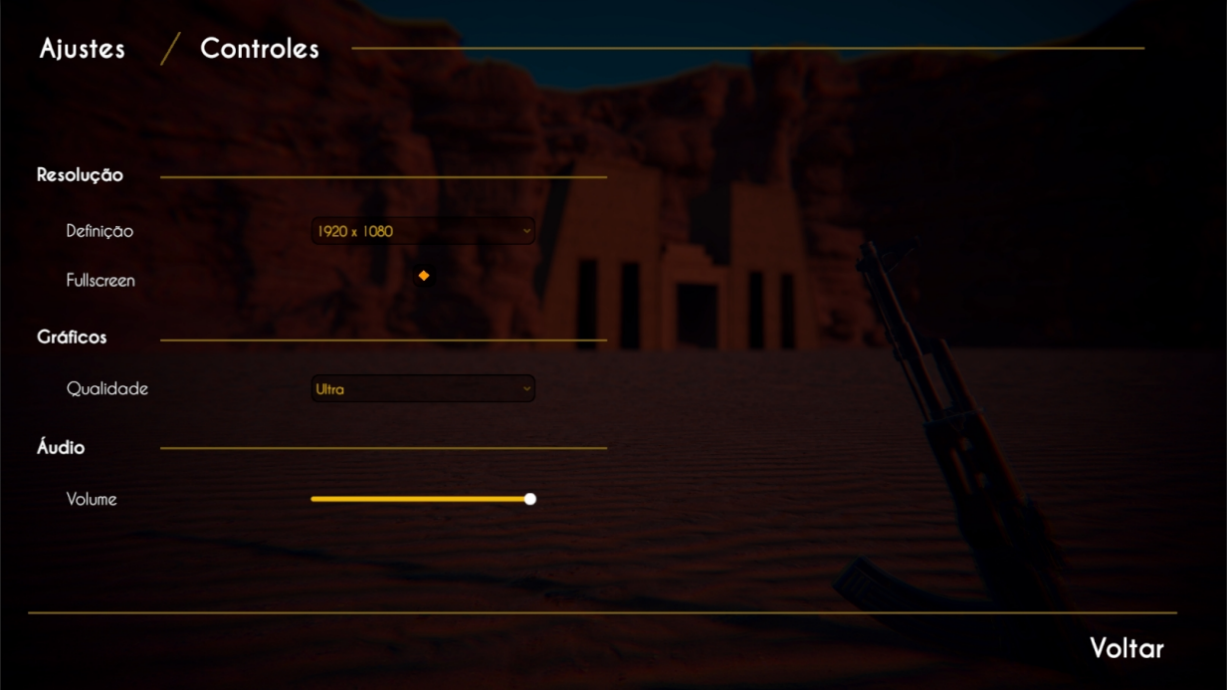 Ajustes / Controles
Resolução
Definição 1920 x 1080
Fullscreen
Gráficos
Qualidade Ultra
Áudio
Volume
Voltar